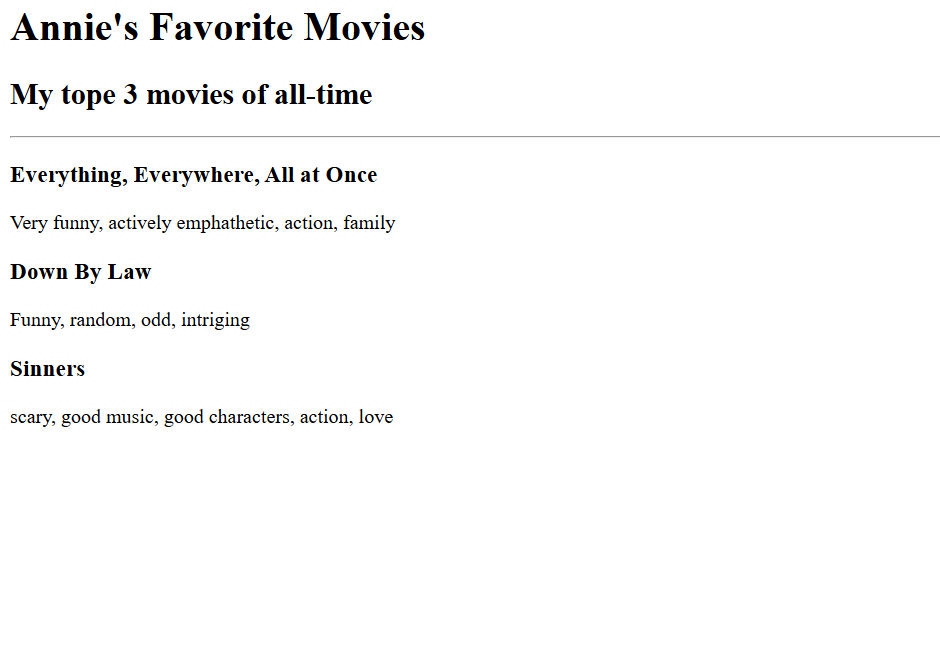 Annie's Favorite Movies
My tope 3 movies of all-time
Everything, Everywhere, All at Once
Very funny, actively emphathetic, action, family
Down By Law
Funny, random, odd, intriging
Sinners
scary, good music, good characters, action, love